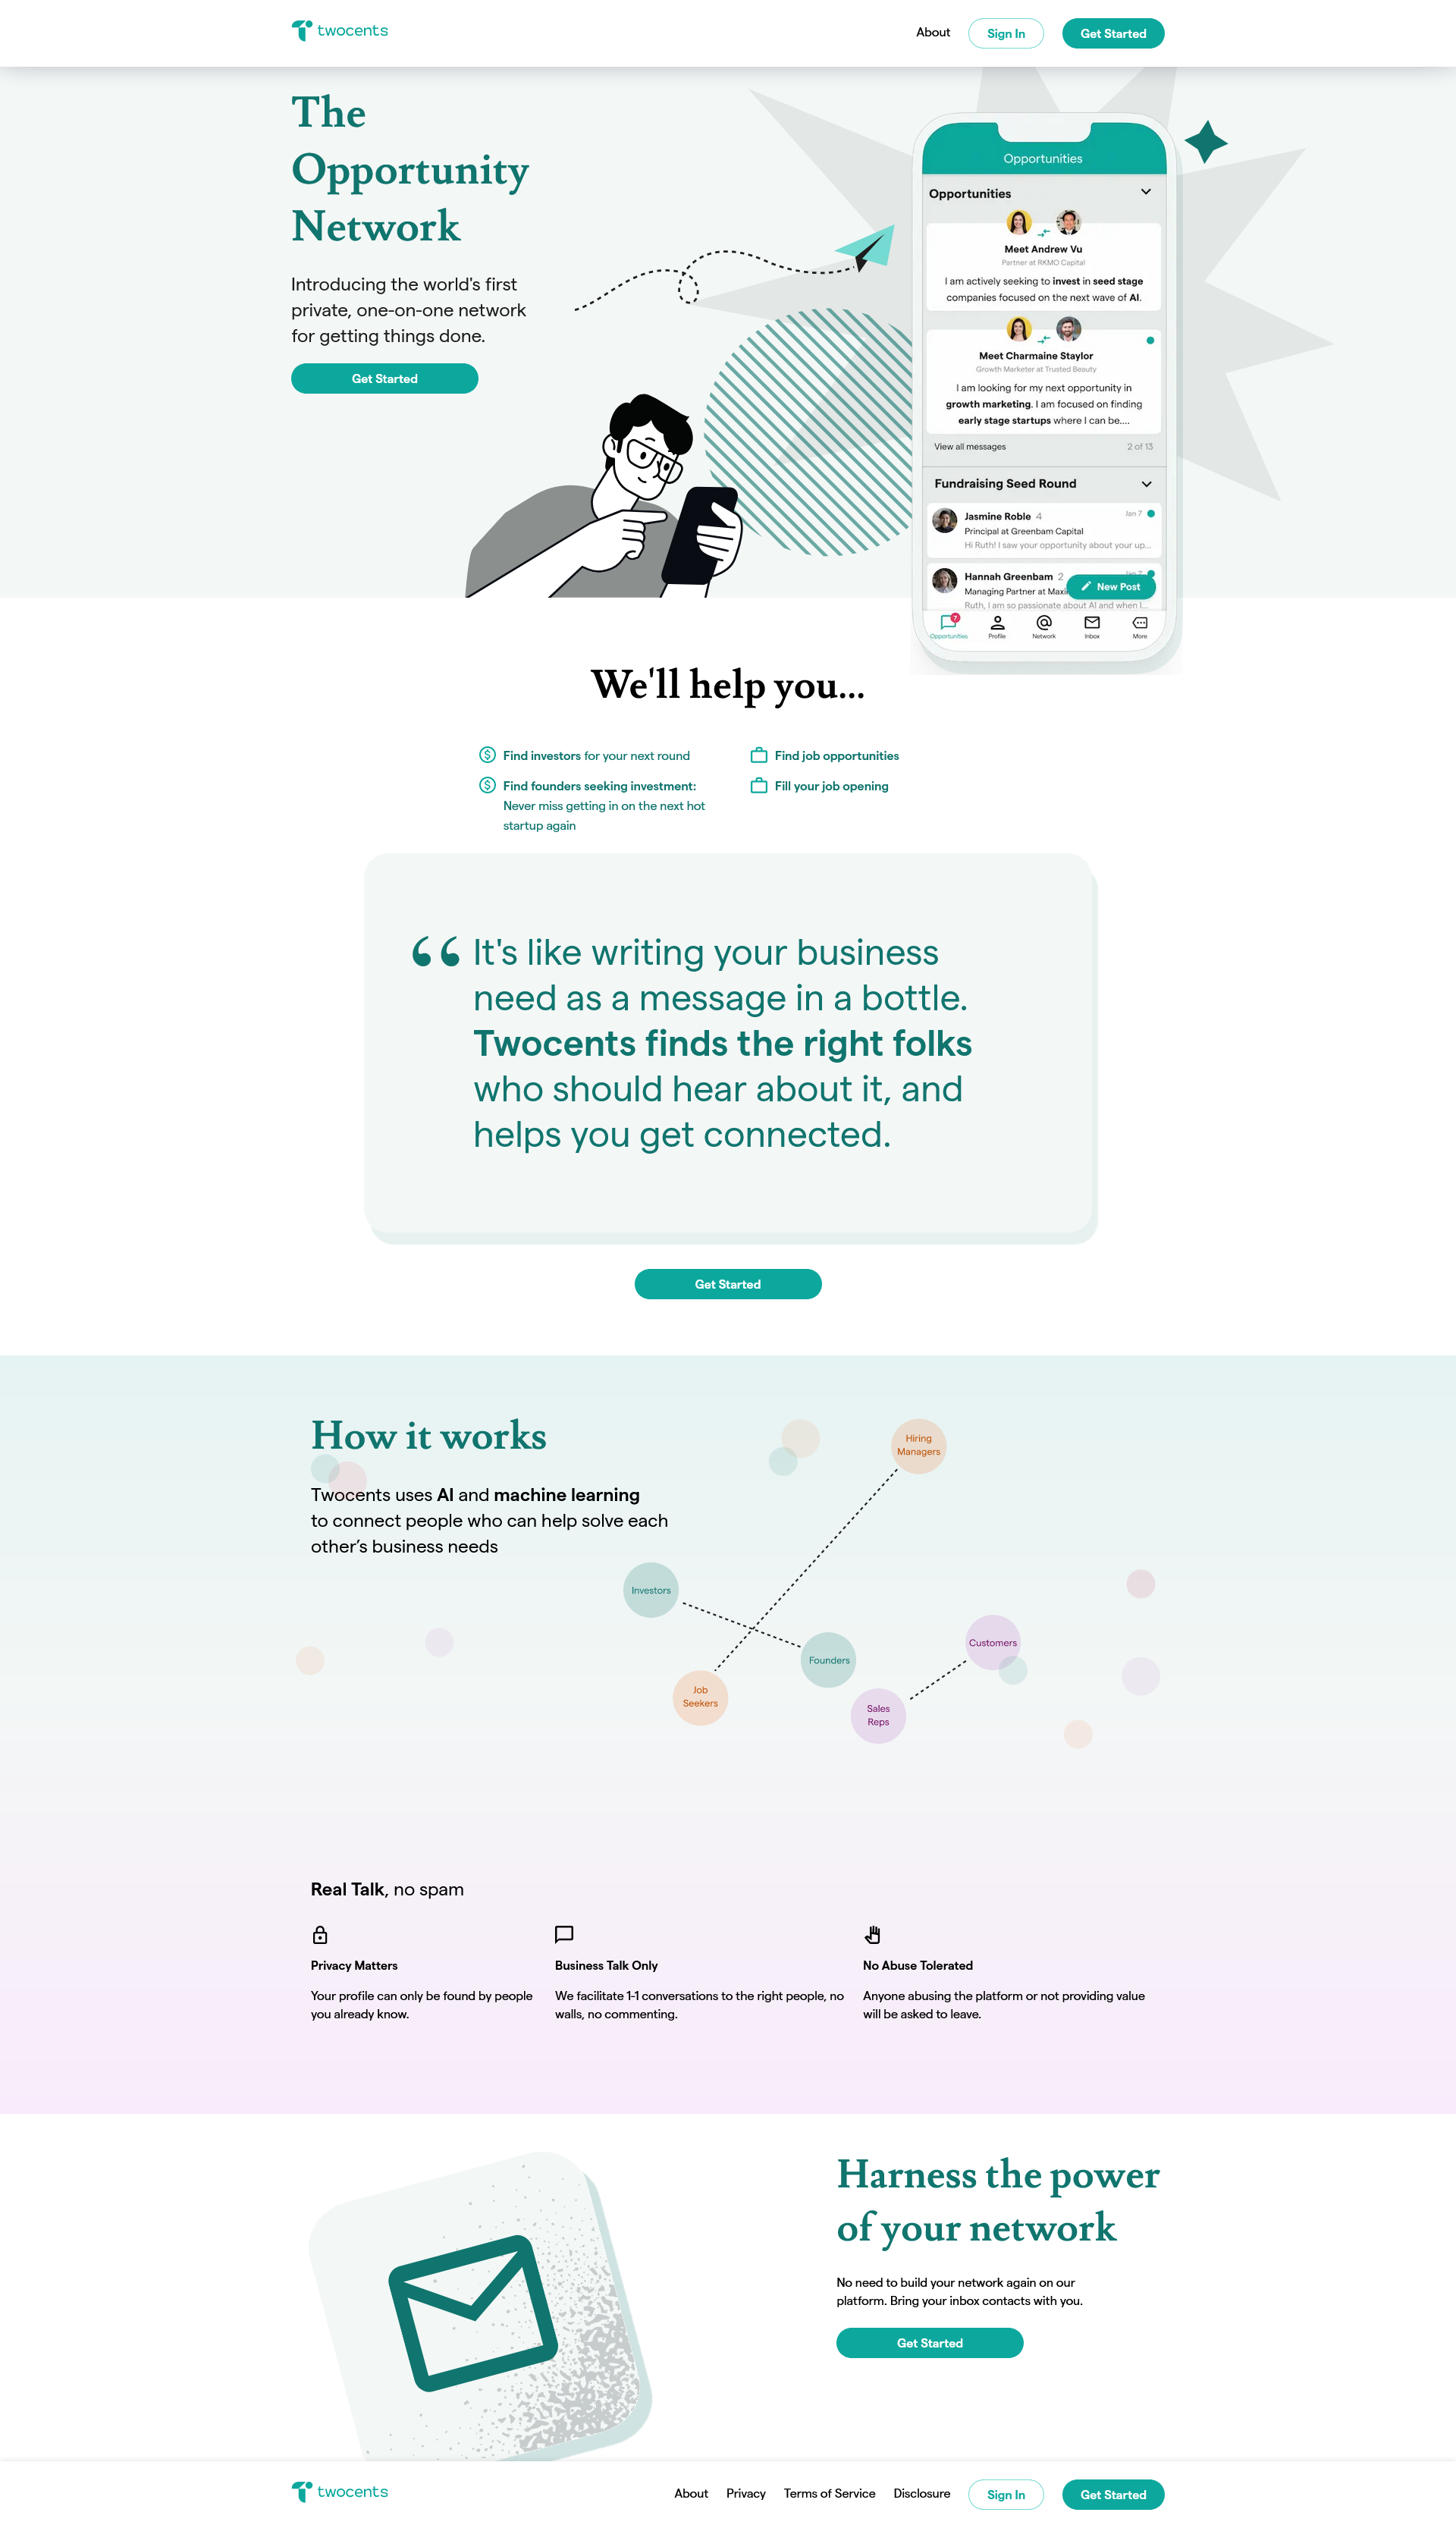 twocents
About
Sign In
Get Started
The
Opportunity
Network
Introducing the world's first
private, one-on-one network
for getting things done.
Get Started
Opportunities
Opportunities
Meet Andrew Vu
Partner at RKMO Capital
I am actively seeking to invest in seed stage
companies focused on the next wave of AI.
Meet Charmaine Staylor
Growth Marketer at Trusted Beauty
I am looking for my next opportunity in
growth marketing. I am focused on finding
early stage startups where I can be....
View all messages
2 of 13
Fundraising Seed Round
Jasmine Roble 4
Jan 7
Principal at Greenbam Capital
Hi Ruth! I saw your opportunity about your up...
Hannah Greenbam 2
Jan 7
Managing Partner at
New Post
Ruth, I am so passionate about AI and when I...
7
Opportunities
Profile
Network
Inbox
More
We'll help you...
Find investors for your next round
Find founders seeking investment:
Never miss getting in on the next hot
startup again
Find job opportunities
Fill your job opening
“ It's like writing your business
need as a message in a bottle.
Twocents finds the right folks
who should hear about it, and
helps you get connected.
Get Started
How it works
Twocents uses AI and machine learning
to connect people who can help solve each
other’s business needs
Hiring
Managers
Investors
Founders
Customers
Job
Seekers
Sales
Reps
Real Talk, no spam
Privacy Matters
Your profile can only be found by people
you already know.
Business Talk Only
We facilitate 1-1 conversations to the right people, no
walls, no commenting.
No Abuse Tolerated
Anyone abusing the platform or not providing value
will be asked to leave.
Harness the power
of your network
No need to build your network again on our
platform. Bring your inbox contacts with you.
Get Started
twocents
About
Privacy
Terms of Service
Disclosure
Sign In
Get Started